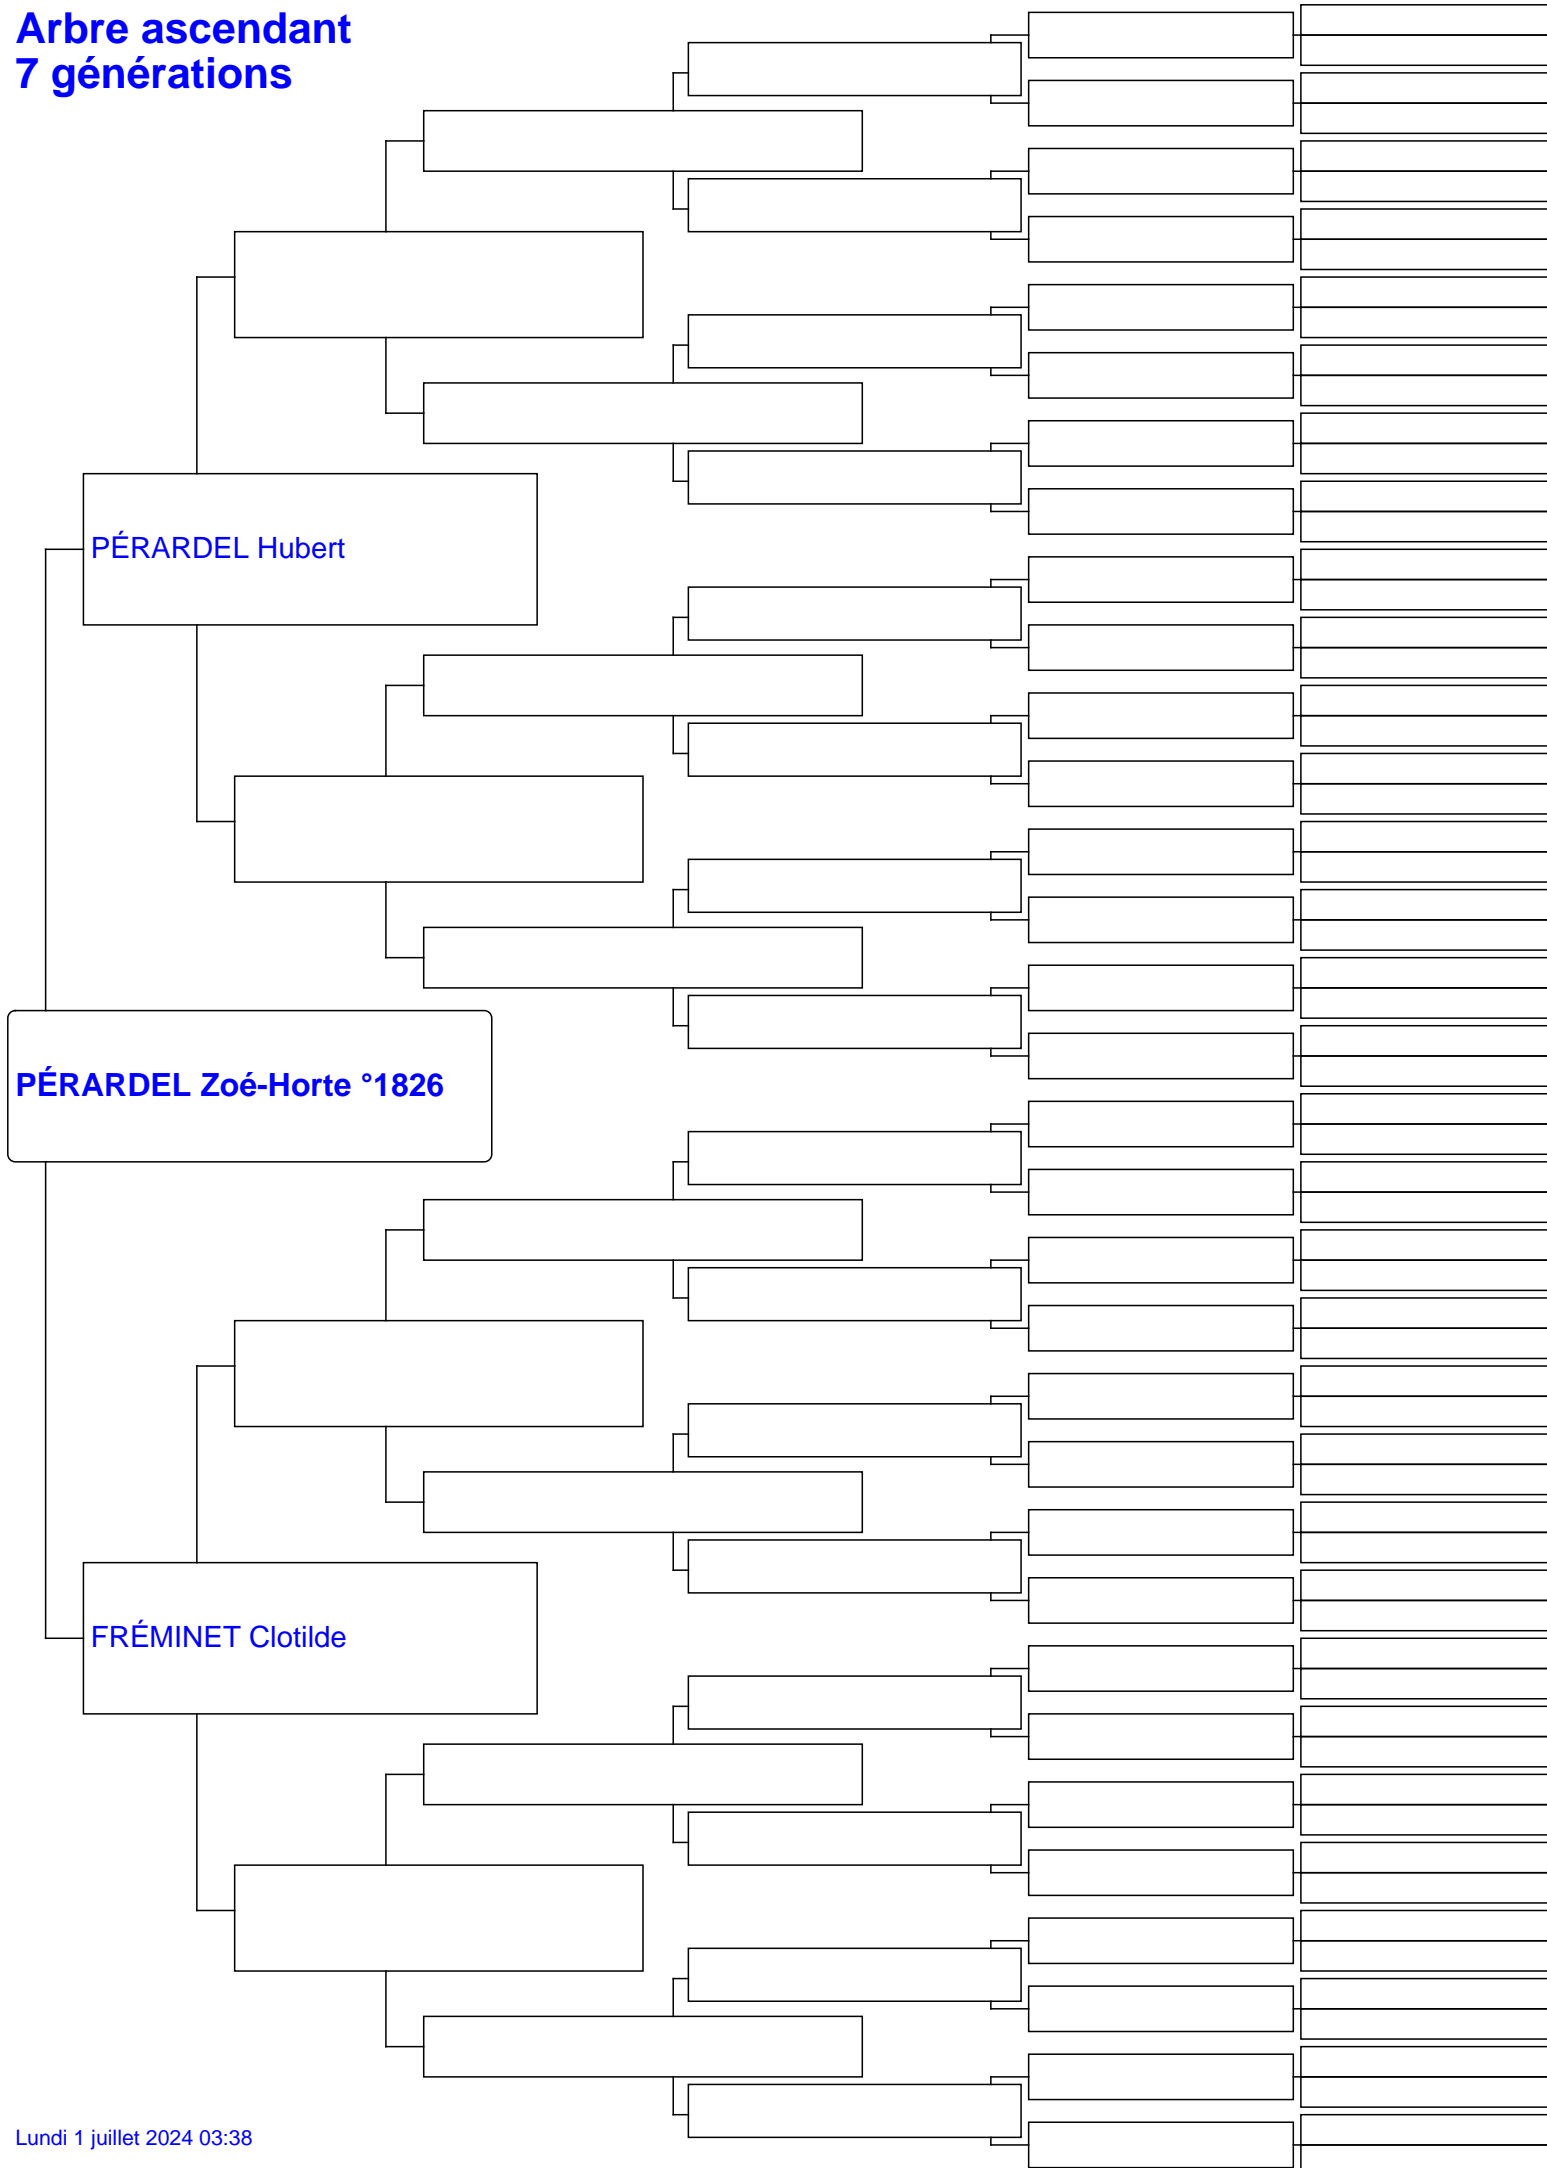 Arbre ascendant
7 générations
PÉRARDEL Hubert
PÉRARDEL Zoé-Horte °1826
FRÉMINET Clotilde
Lundi 1 juillet 2024 03:38